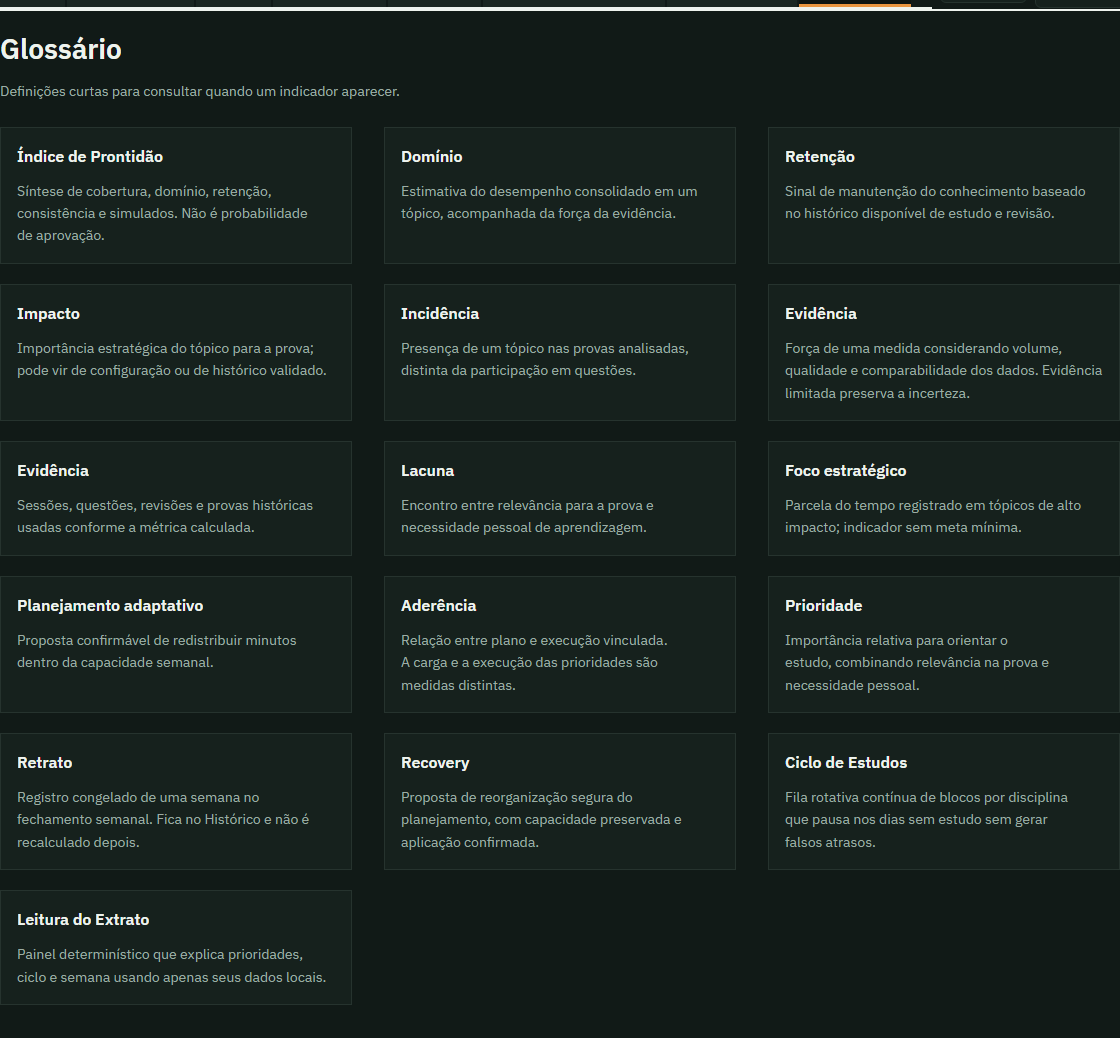 Glossário
Definições curtas para consultar quando um indicador aparecer.
Índice de Prontidão
Síntese de cobertura, domínio, retenção,
consistência e simulados. Não é probabilidade
de aprovação.
Domínio
Estimativa do desempenho consolidado em um
tópico, acompanhada da força da evidência.
Retenção
Sinal de manutenção do conhecimento baseado
no histórico disponível de estudo e revisão.
Impacto
Importância estratégica do tópico para a prova;
pode vir de configuração ou de histórico validado.
Incidência
Presença de um tópico nas provas analisadas,
distinta da participação em questões.
Evidência
Força de uma medida considerando volume,
qualidade e comparabilidade dos dados. Evidência
limitada preserva a incerteza.
Evidência
Sessões, questões, revisões e provas históricas
usadas conforme a métrica calculada.
Lacuna
Encontro entre relevância para a prova e
necessidade pessoal de aprendizagem.
Foco estratégico
Parcela do tempo registrado em tópicos de alto
impacto; indicador sem meta mínima.
Planejamento adaptativo
Proposta confirmável de redistribuir minutos
dentro da capacidade semanal.
Aderência
Relação entre plano e execução vinculada.
A carga e a execução das prioridades são
medidas distintas.
Prioridade
Importância relativa para orientar o
estudo, combinando relevância na prova e
necessidade pessoal.
Retrato
Registro congelado de uma semana no
fechamento semanal. Fica no Histórico e não é
recalculado depois.
Recovery
Proposta de reorganização segura do
planejamento, com capacidade preservada e
aplicação confirmada.
Ciclo de Estudos
Fila rotativa contínua de blocos por disciplina
que pausa nos dias sem estudo sem gerar
falsos atrasos.
Leitura do Extrato
Painel determinístico que explica prioridades,
ciclo e semana usando apenas seus dados locais.